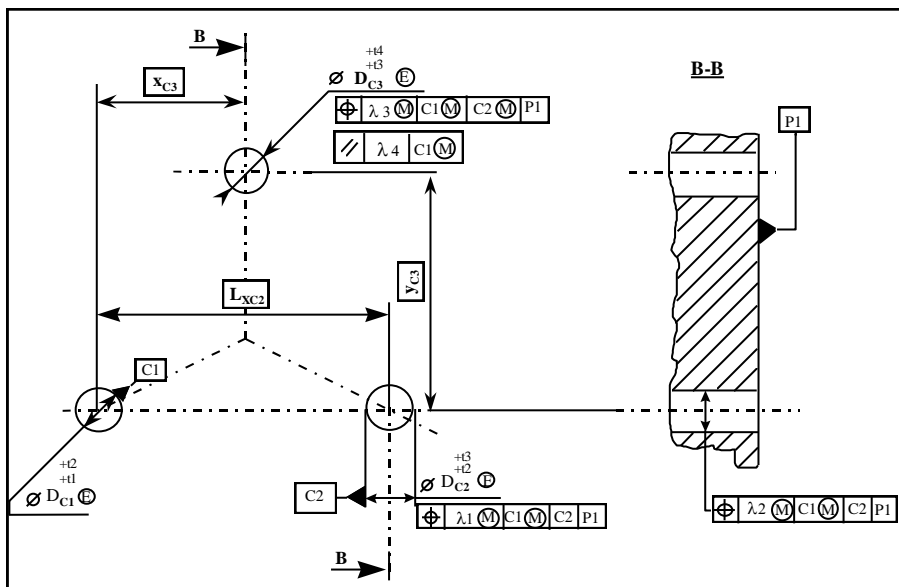 B
B-B
x_C3
+t4
+t3
⌀ D_C3 Ⓔ
⌖ λ3 Ⓜ C1 Ⓜ C2 Ⓜ P1
// λ4 C1 Ⓜ
P1
y_C3
L_XC2
C1
+t2
+t1
⌀ D_C1 Ⓔ
+t3
+t2
⌀ D_C2 Ⓔ
C2
⌖ λ1 Ⓜ C1 Ⓜ C2 P1
⌖ λ2 Ⓜ C1 Ⓜ C2 P1
B